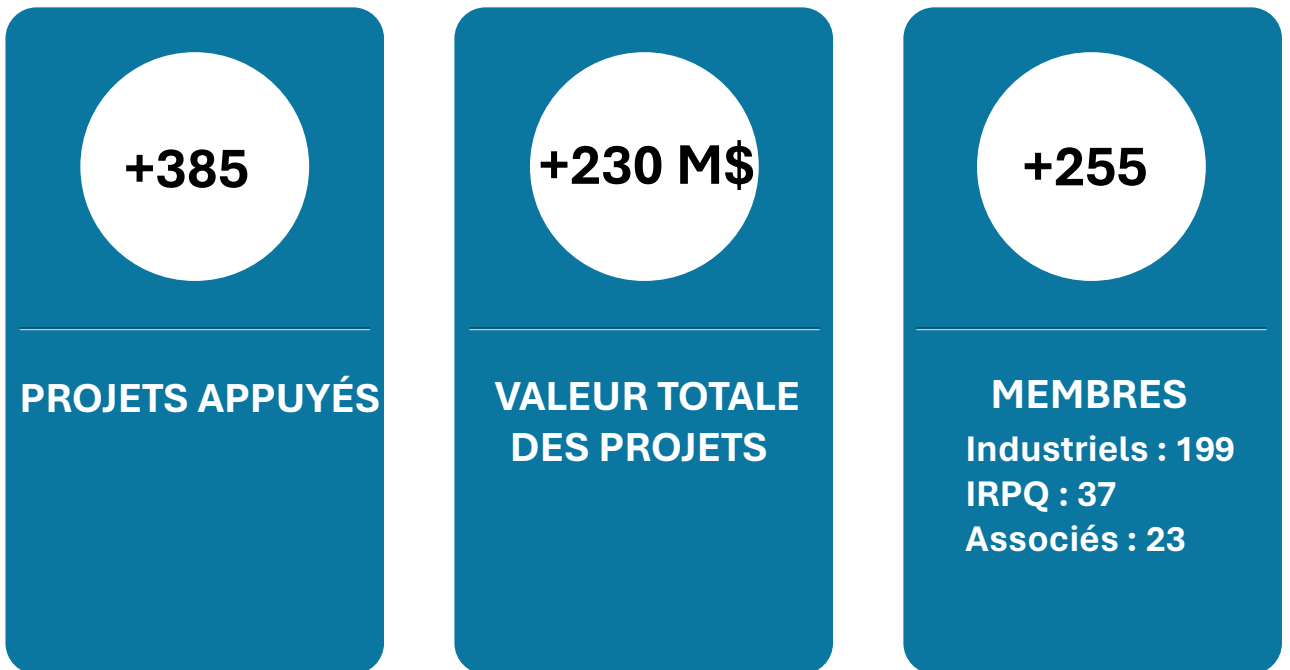 +385
PROJETS APPUYÉS
+230 M$
VALEUR TOTALE
DES PROJETS
+255
MEMBRES
Industriels : 199
IRPQ : 37
Associés : 23